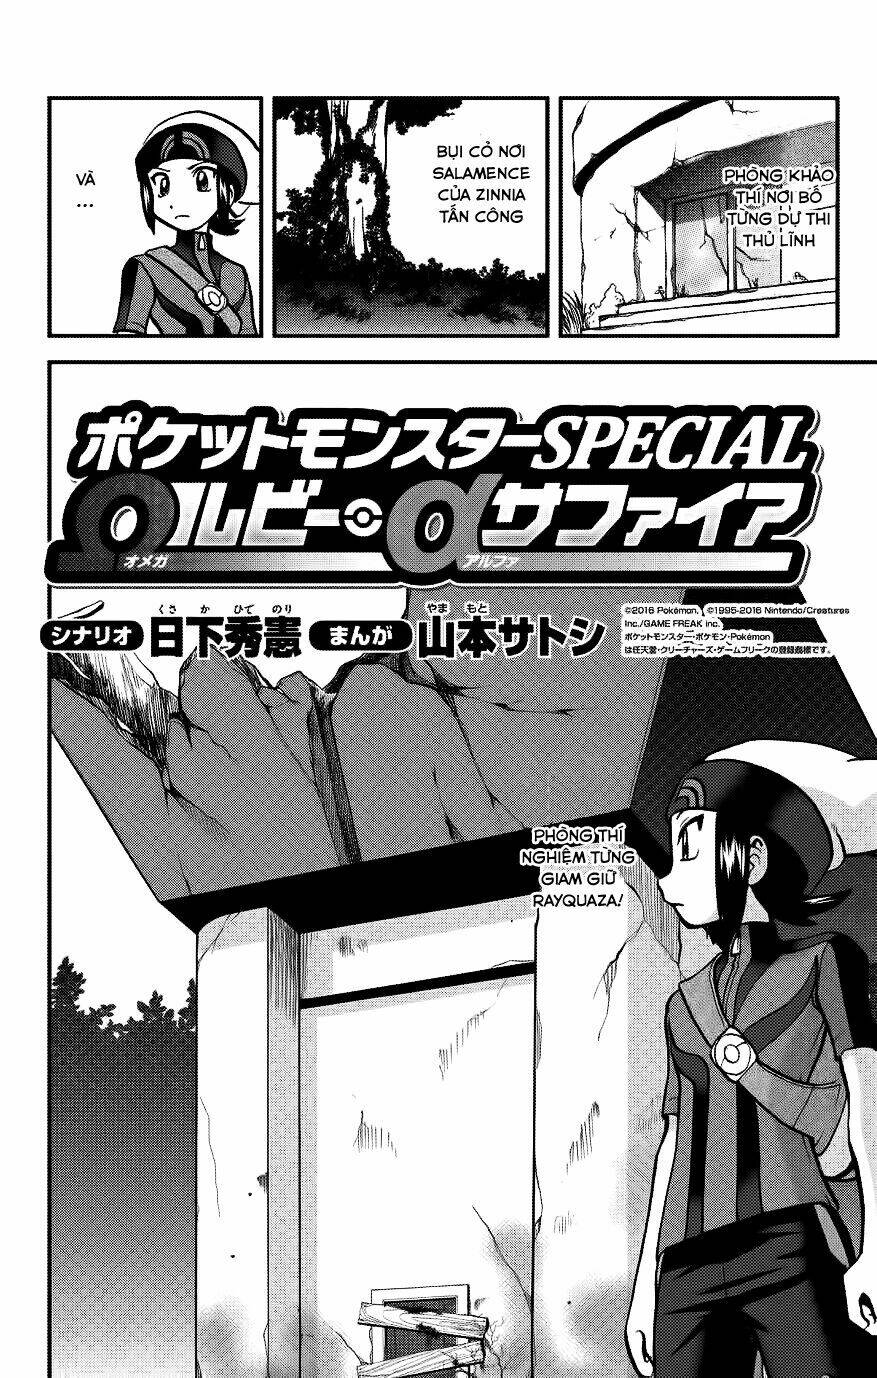 PHÒNG KHẢO
THÍ NƠI BỐ
TỪNG DỰ THI
THỦ LĨNH
BỤI CỎ NƠI
SALAMENCE
CỦA ZINNIA
TẤN CÔNG
VÀ
...
ポケットモンスターSPECIAL
Ωルビー・αサファイア
オメガ アルファ
くさ か ひで のり やま もと
シナリオ 日下秀憲 まんが 山本サトシ
©2016 Pokémon. ©1995-2016 Nintendo/Creatures
Inc./GAME FREAK inc.
ポケットモンスター・ポケモン・Pokémon
は任天堂・クリーチャーズ・ゲームフリークの登録商標です。
PHÒNG THÍ
NGHIỆM TỪNG
GIAM GIỮ
RAYQUAZA!